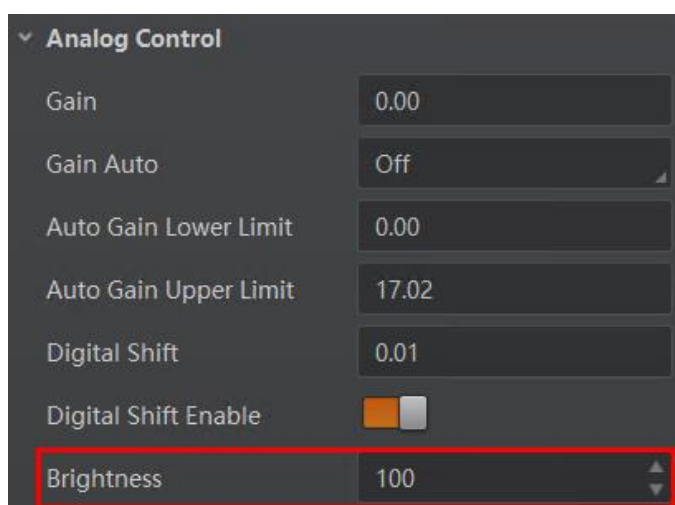 Analog Control
Gain 0.00
Gain Auto Off
Auto Gain Lower Limit 0.00
Auto Gain Upper Limit 17.02
Digital Shift 0.01
Digital Shift Enable
Brightness 100